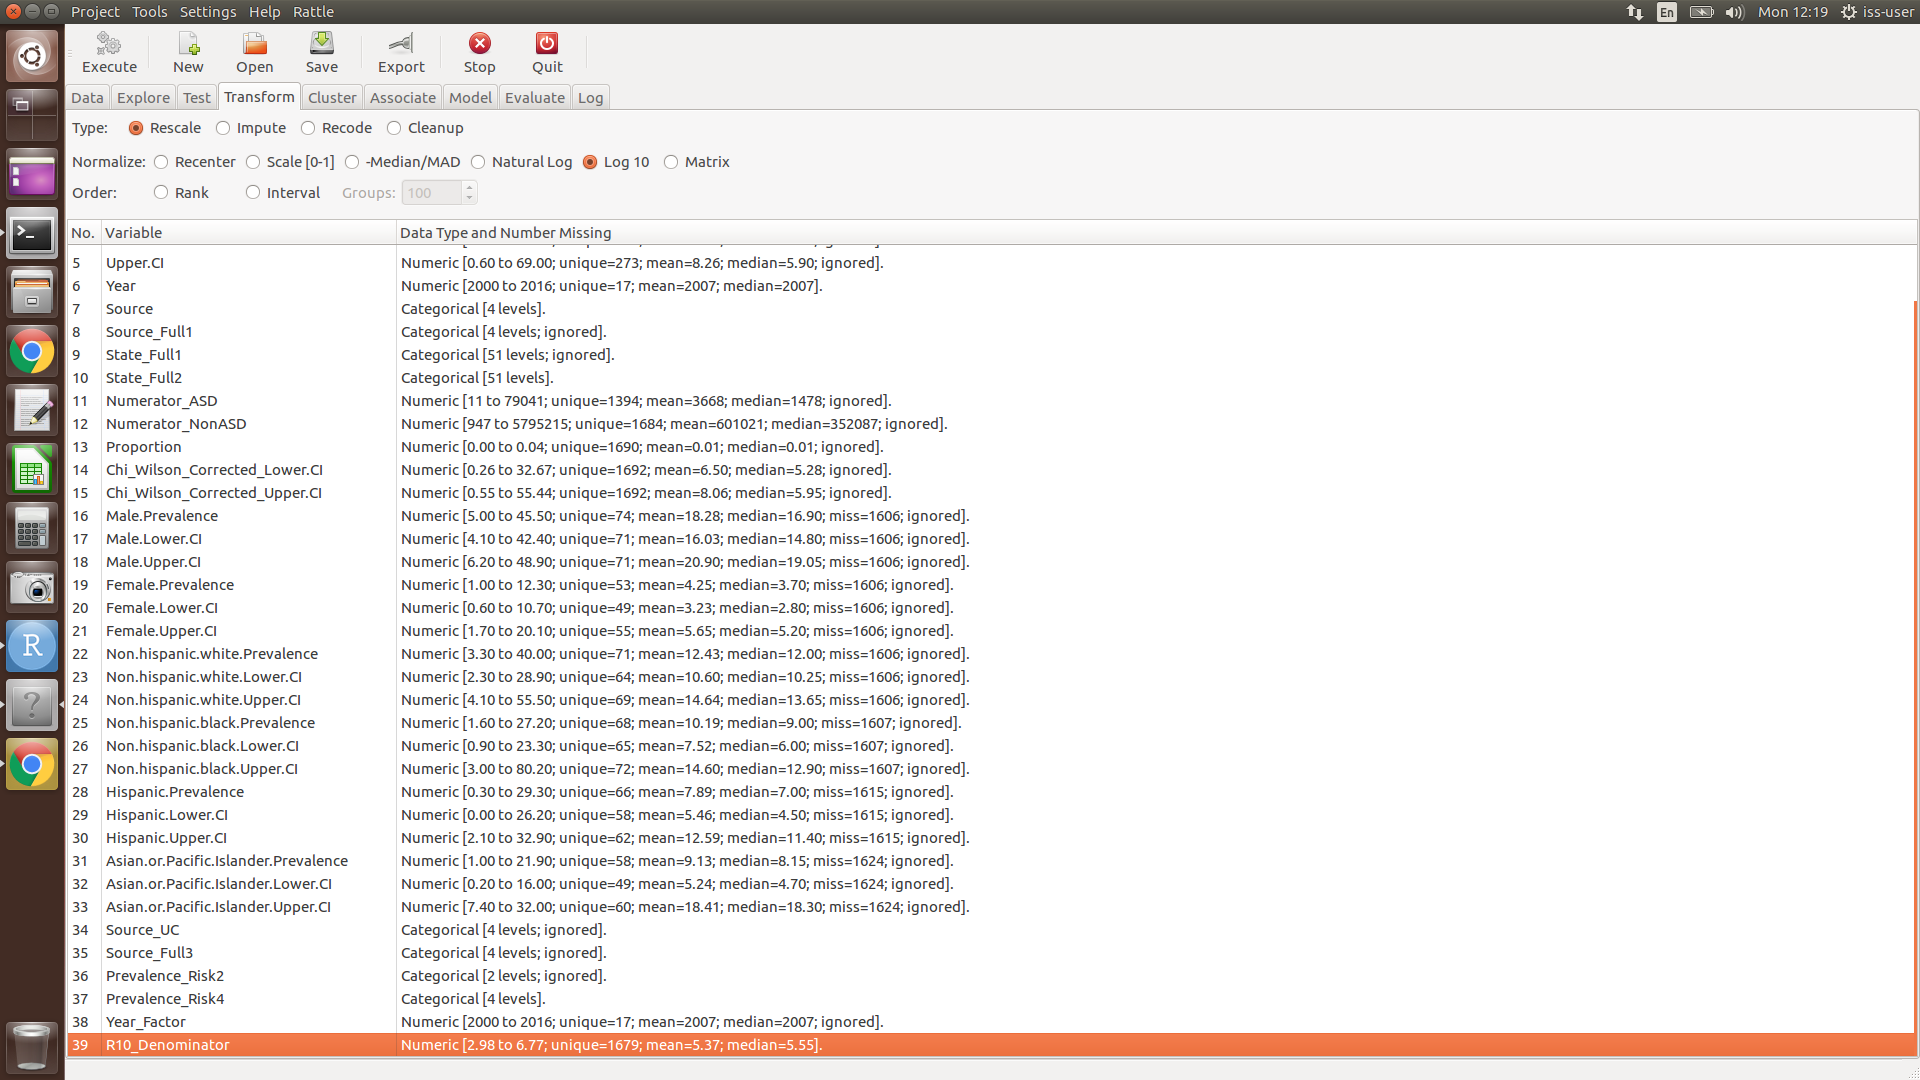 Project Tools Settings Help Rattle En Mon 12:19 iss-user
Execute New Open Save Export Stop Quit
Data Explore Test Transform Cluster Associate Model Evaluate Log
Type: Rescale Impute Recode Cleanup
Normalize: Recenter Scale [0-1] -Median/MAD Natural Log Log 10 Matrix
Order: Rank Interval Groups: 100
No. Variable Data Type and Number Missing
5 Upper.CI Numeric [0.60 to 69.00; unique=273; mean=8.26; median=5.90; ignored].
6 Year Numeric [2000 to 2016; unique=17; mean=2007; median=2007].
7 Source Categorical [4 levels].
8 Source_Full1 Categorical [4 levels; ignored].
9 State_Full1 Categorical [51 levels; ignored].
10 State_Full2 Categorical [51 levels].
11 Numerator_ASD Numeric [11 to 79041; unique=1394; mean=3668; median=1478; ignored].
12 Numerator_NonASD Numeric [947 to 5795215; unique=1684; mean=601021; median=352087; ignored].
13 Proportion Numeric [0.00 to 0.04; unique=1690; mean=0.01; median=0.01; ignored].
14 Chi_Wilson_Corrected_Lower.CI Numeric [0.26 to 32.67; unique=1692; mean=6.50; median=5.28; ignored].
15 Chi_Wilson_Corrected_Upper.CI Numeric [0.55 to 55.44; unique=1692; mean=8.06; median=5.95; ignored].
16 Male.Prevalence Numeric [5.00 to 45.50; unique=74; mean=18.28; median=16.90; miss=1606; ignored].
17 Male.Lower.CI Numeric [4.10 to 42.40; unique=71; mean=16.03; median=14.80; miss=1606; ignored].
18 Male.Upper.CI Numeric [6.20 to 48.90; unique=71; mean=20.90; median=19.05; miss=1606; ignored].
19 Female.Prevalence Numeric [1.00 to 12.30; unique=53; mean=4.25; median=3.70; miss=1606; ignored].
20 Female.Lower.CI Numeric [0.60 to 10.70; unique=49; mean=3.23; median=2.80; miss=1606; ignored].
21 Female.Upper.CI Numeric [1.70 to 20.10; unique=55; mean=5.65; median=5.20; miss=1606; ignored].
22 Non.hispanic.white.Prevalence Numeric [3.30 to 40.00; unique=71; mean=12.43; median=12.00; miss=1606; ignored].
23 Non.hispanic.white.Lower.CI Numeric [2.30 to 28.90; unique=64; mean=10.60; median=10.25; miss=1606; ignored].
24 Non.hispanic.white.Upper.CI Numeric [4.10 to 55.50; unique=69; mean=14.64; median=13.65; miss=1606; ignored].
25 Non.hispanic.black.Prevalence Numeric [1.60 to 27.20; unique=68; mean=10.19; median=9.00; miss=1607; ignored].
26 Non.hispanic.black.Lower.CI Numeric [0.90 to 23.30; unique=65; mean=7.52; median=6.00; miss=1607; ignored].
27 Non.hispanic.black.Upper.CI Numeric [3.00 to 80.20; unique=72; mean=14.60; median=12.90; miss=1607; ignored].
28 Hispanic.Prevalence Numeric [0.30 to 29.30; unique=66; mean=7.89; median=7.00; miss=1615; ignored].
29 Hispanic.Lower.CI Numeric [0.00 to 26.20; unique=58; mean=5.46; median=4.50; miss=1615; ignored].
30 Hispanic.Upper.CI Numeric [2.10 to 32.90; unique=62; mean=12.59; median=11.40; miss=1615; ignored].
31 Asian.or.Pacific.Islander.Prevalence Numeric [1.00 to 21.90; unique=58; mean=9.13; median=8.15; miss=1624; ignored].
32 Asian.or.Pacific.Islander.Lower.CI Numeric [0.20 to 16.00; unique=49; mean=5.24; median=4.70; miss=1624; ignored].
33 Asian.or.Pacific.Islander.Upper.CI Numeric [7.40 to 32.00; unique=60; mean=18.41; median=18.30; miss=1624; ignored].
34 Source_UC Categorical [4 levels; ignored].
35 Source_Full3 Categorical [4 levels; ignored].
36 Prevalence_Risk2 Categorical [2 levels; ignored].
37 Prevalence_Risk4 Categorical [4 levels].
38 Year_Factor Numeric [2000 to 2016; unique=17; mean=2007; median=2007; ignored].
39 R10_Denominator Numeric [2.98 to 6.77; unique=1679; mean=5.37; median=5.55].